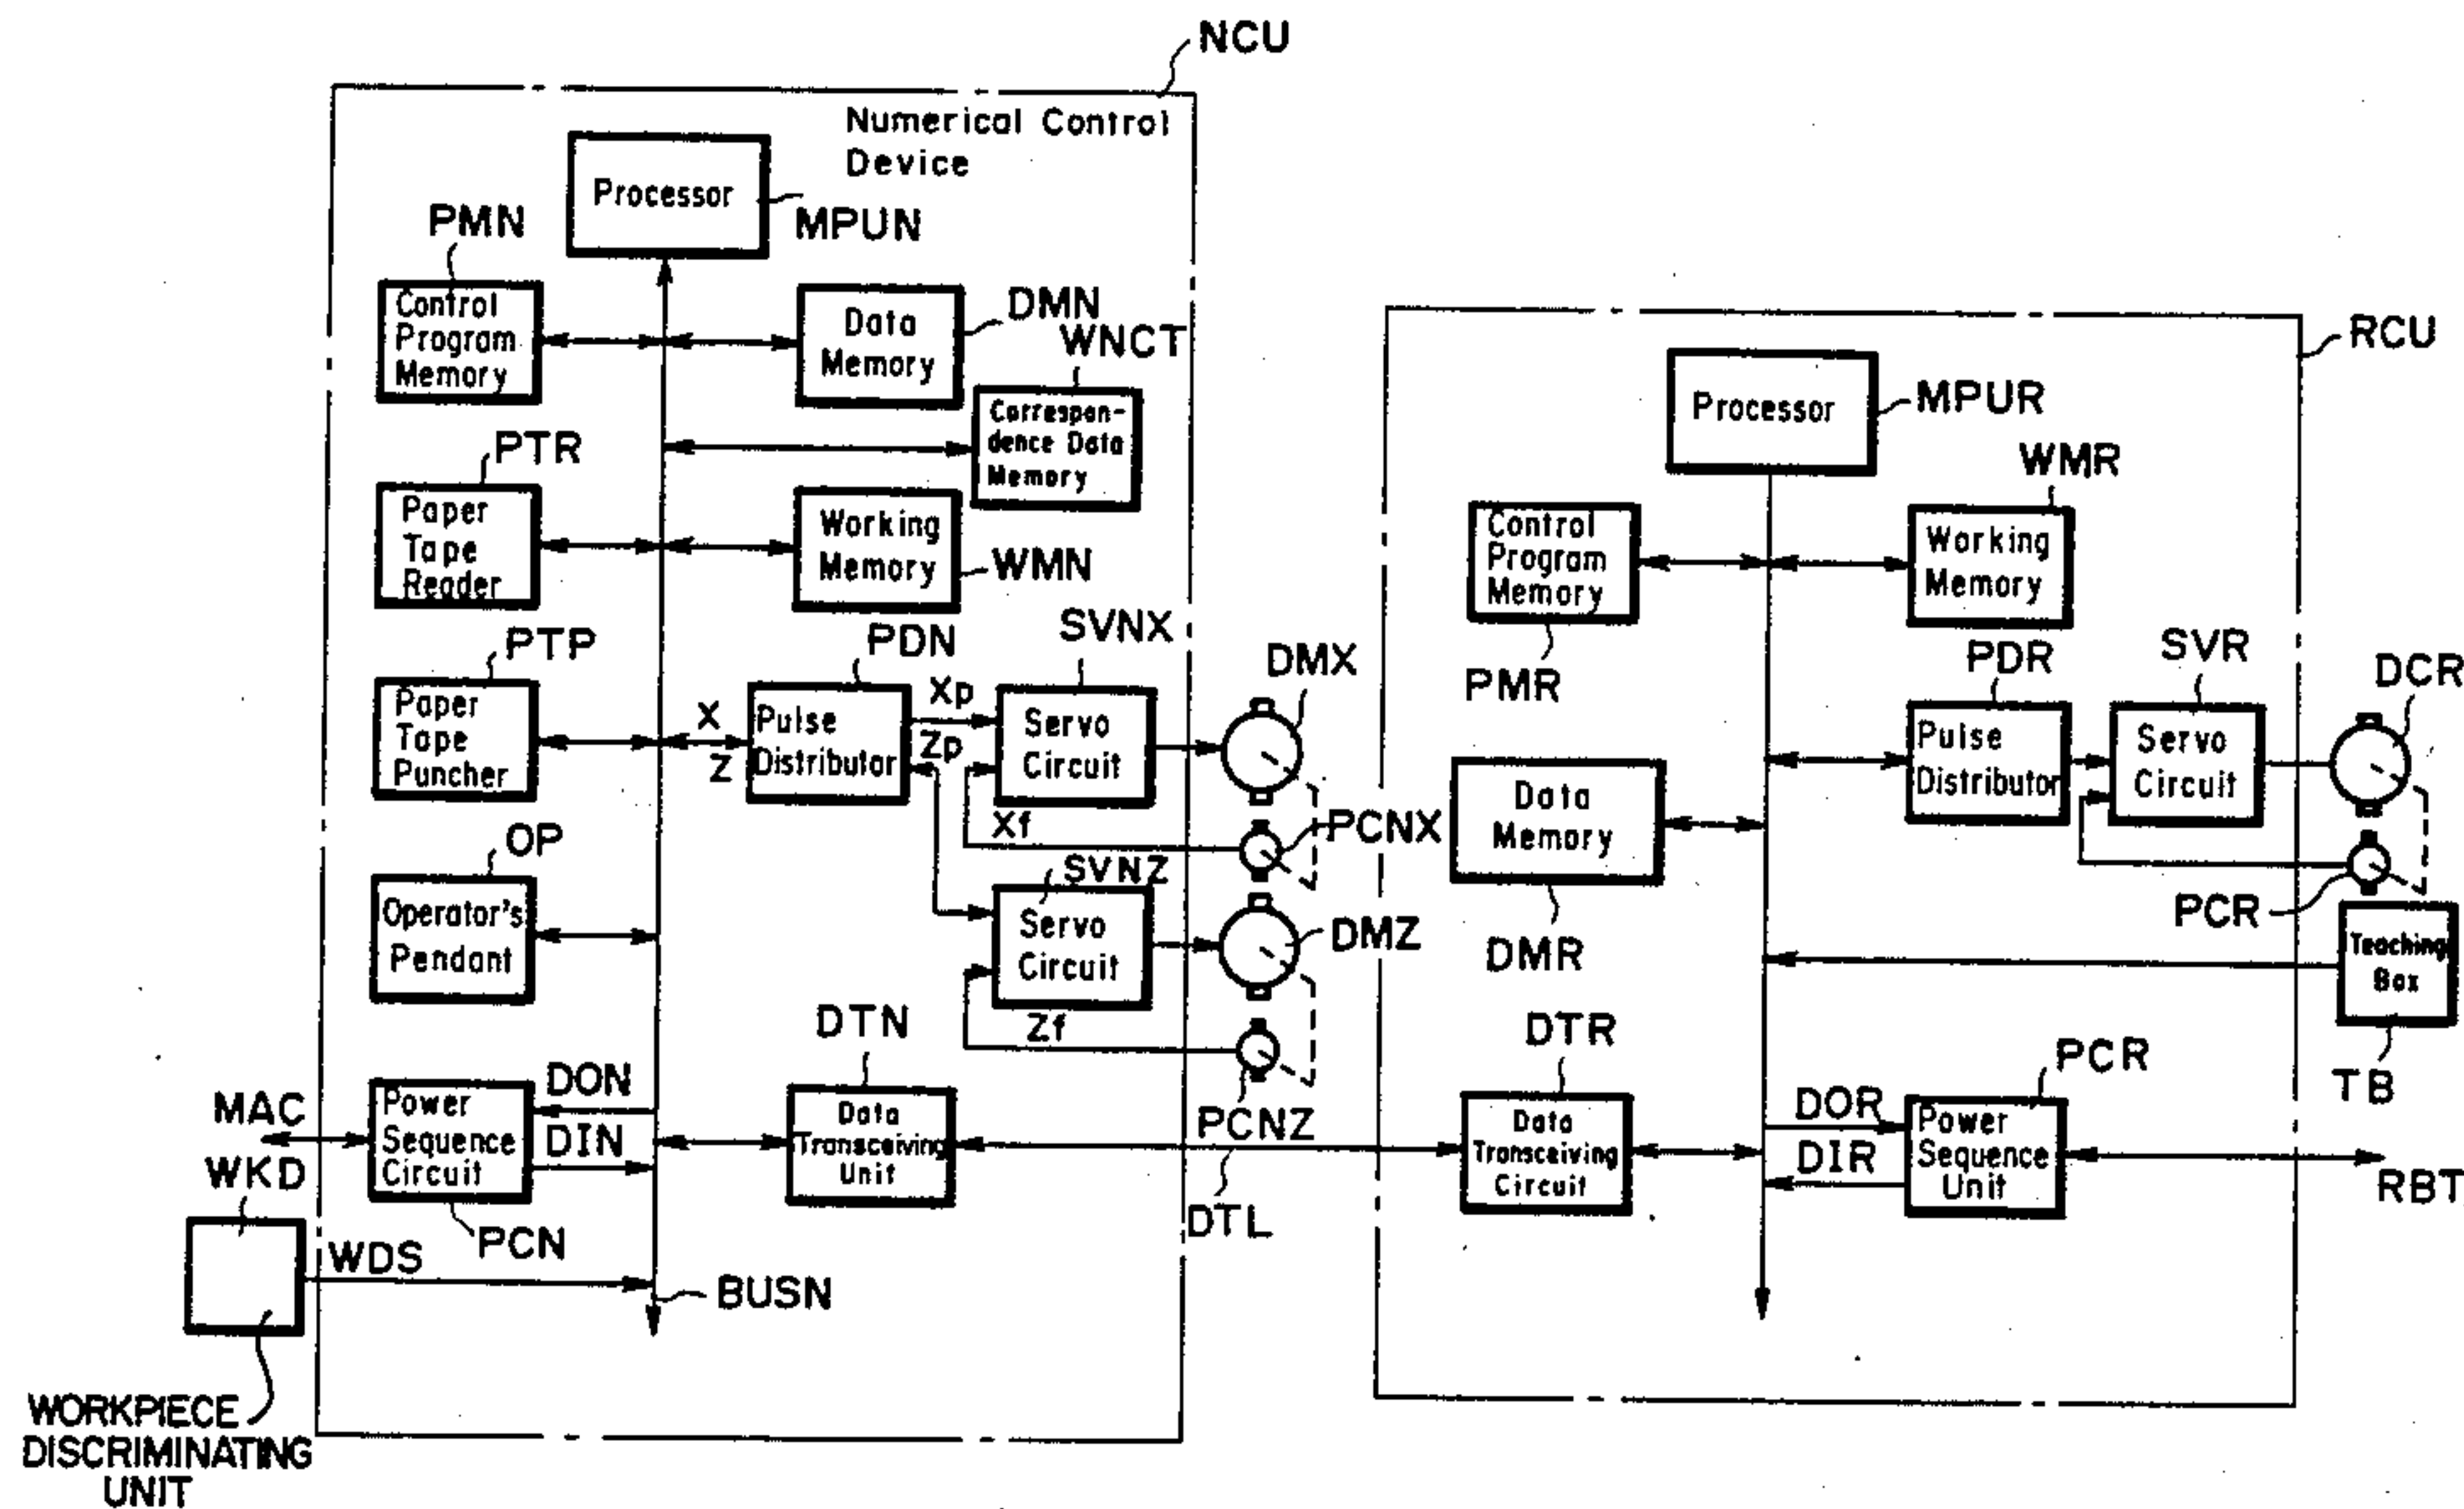 NCU
Numerical Control
Device
Processor
MPUN
PMN
Control
Program
Memory
Data
Memory
DMN
WNCT
Correspon-
dence Data
Memory
PTR
Paper
Tape
Reader
Working
Memory
WMN
PTP
Paper
Tape
Puncher
X
Z
PDN
Pulse
Distributor
Xp
Zp
SVNX
Servo
Circuit
DMX
Xf
PCNX
OP
Operator's
Pendant
SVNZ
Servo
Circuit
DMZ
Zf
PCNZ
MAC
Power
Sequence
Circuit
DON
DIN
PCN
DTN
Data
Transceiving
Unit
DTL
WKD
WDS
BUSN
WORKPIECE
DISCRIMINATING
UNIT
RCU
Processor
MPUR
Control
Program
Memory
PMR
WMR
Working
Memory
PDR
Pulse
Distributor
SVR
Servo
Circuit
DCR
PCR
Data
Memory
DMR
Teaching
Box
TB
DTR
Data
Transceiving
Circuit
DOR
DIR
PCR
Power
Sequence
Unit
RBT